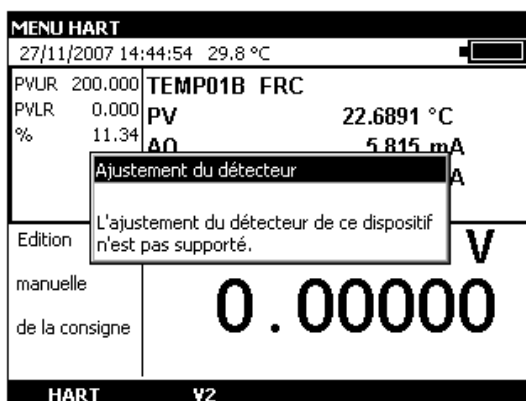 MENU HART
27/11/2007 14:44:54 29.8 °C
PVUR 200.000
PVLR 0.000
% 11.34
TEMP01B FRC
PV 22.6891 °C
AO 5.815 mA
A
Ajustement du détecteur
L'ajustement du détecteur de ce dispositif
n'est pas supporté.
Edition
manuelle
de la consigne
V
0.00000
HART V2